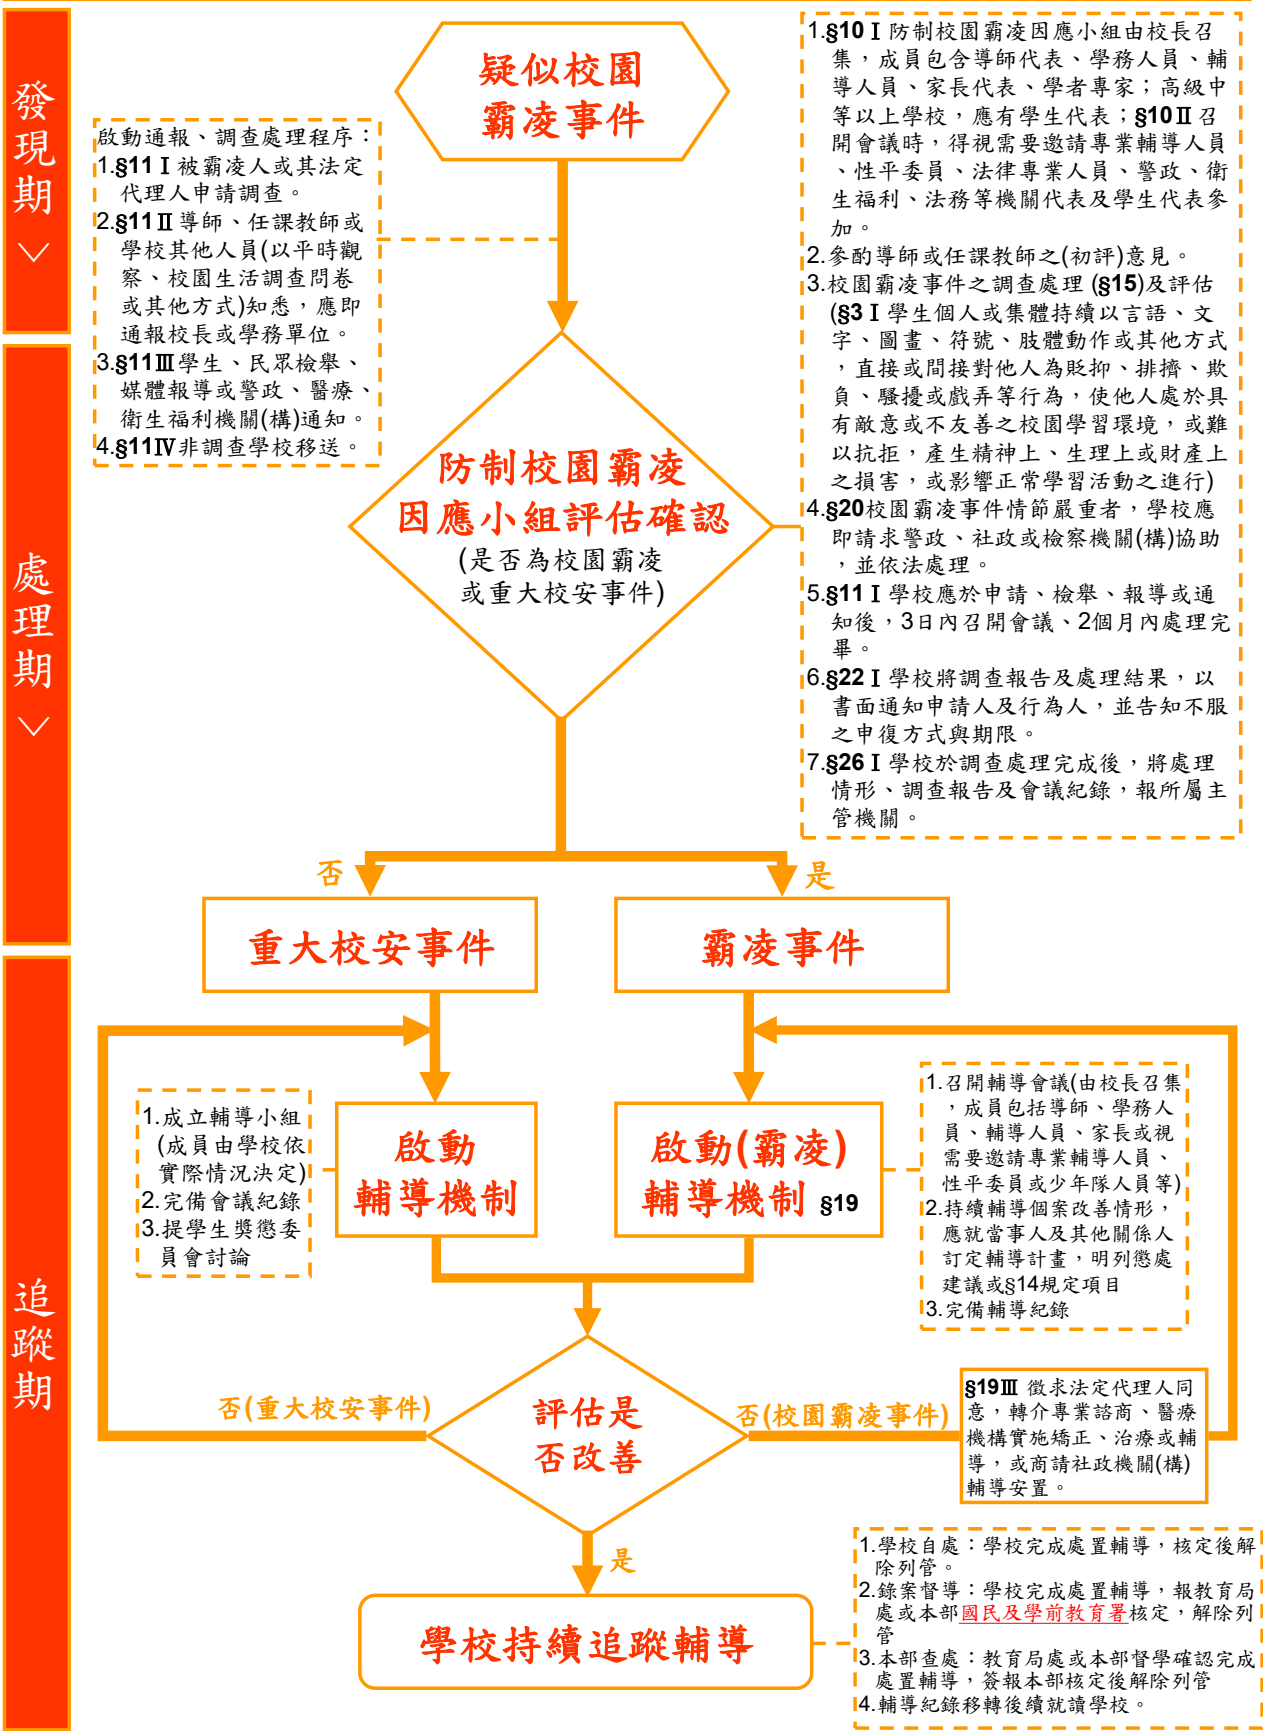 發現期﹀
疑似校園
霸凌事件
啟動通報、調查處理程序：
1.§11Ⅰ被霸凌人或其法定
代理人申請調查。
2.§11Ⅱ導師、任課教師或
學校其他人員(以平時觀
察、校園生活調查問卷
或其他方式)知悉，應即
通報校長或學務單位。
3.§11Ⅲ學生、民眾檢舉、
媒體報導或警政、醫療、
衛生福利機關(構)通知。
4.§11Ⅳ非調查學校移送。
1.§10Ⅰ防制校園霸凌因應小組由校長召
集，成員包含導師代表、學務人員、輔
導人員、家長代表、學者專家；高級中
等以上學校，應有學生代表；§10Ⅱ召
開會議時，得視需要邀請專業輔導人員
、性平委員、法律專業人員、警政、衛
生福利、法務等機關代表及學生代表參
加。
2.參酌導師或任課教師之(初評)意見。
3.校園霸凌事件之調查處理 (§15)及評估
(§3Ⅰ學生個人或集體持續以言語、文
字、圖畫、符號、肢體動作或其他方式
，直接或間接對他人為貶抑、排擠、欺
負、騷擾或戲弄等行為，使他人處於具
有敵意或不友善之校園學習環境，或難
以抗拒，產生精神上、生理上或財產上
之損害，或影響正常學習活動之進行)
4.§20校園霸凌事件情節嚴重者，學校應
即請求警政、社政或檢察機關(構)協助
，並依法處理。
5.§11Ⅰ學校應於申請、檢舉、報導或通
知後，3日內召開會議、2個月內處理完
畢。
6.§22Ⅰ學校將調查報告及處理結果，以
書面通知申請人及行為人，並告知不服
之申復方式與期限。
7.§26Ⅰ學校於調查處理完成後，將處理
情形、調查報告及會議紀錄，報所屬主
管機關。
處理期﹀
防制校園霸凌
因應小組評估確認
(是否為校園霸凌
或重大校安事件)
否
是
重大校安事件
霸凌事件
追蹤期
1.成立輔導小組
(成員由學校依
實際情況決定)
2.完備會議紀錄
3.提學生獎懲委
員會討論
啟動
輔導機制
啟動(霸凌)
輔導機制 §19
1.召開輔導會議(由校長召集
，成員包括導師、學務人
員、輔導人員、家長或視
需要邀請專業輔導人員、
性平委員或少年隊人員等)
2.持續輔導個案改善情形，
應就當事人及其他關係人
訂定輔導計畫，明列懲處
建議或§14規定項目
3.完備輔導紀錄
否(重大校安事件)
評估是
否改善
否(校園霸凌事件)
§19Ⅲ 徵求法定代理人同
意，轉介專業諮商、醫療
機構實施矯正、治療或輔
導，或商請社政機關(構)
輔導安置。
是
學校持續追蹤輔導
1.學校自處：學校完成處置輔導，核定後解
除列管。
2.錄案督導：學校完成處置輔導，報教育局
處或本部國民及學前教育署核定，解除列
管
3.本部查處：教育局處或本部督學確認完成
處置輔導，簽報本部核定後解除列管
4.輔導紀錄移轉後續就讀學校。